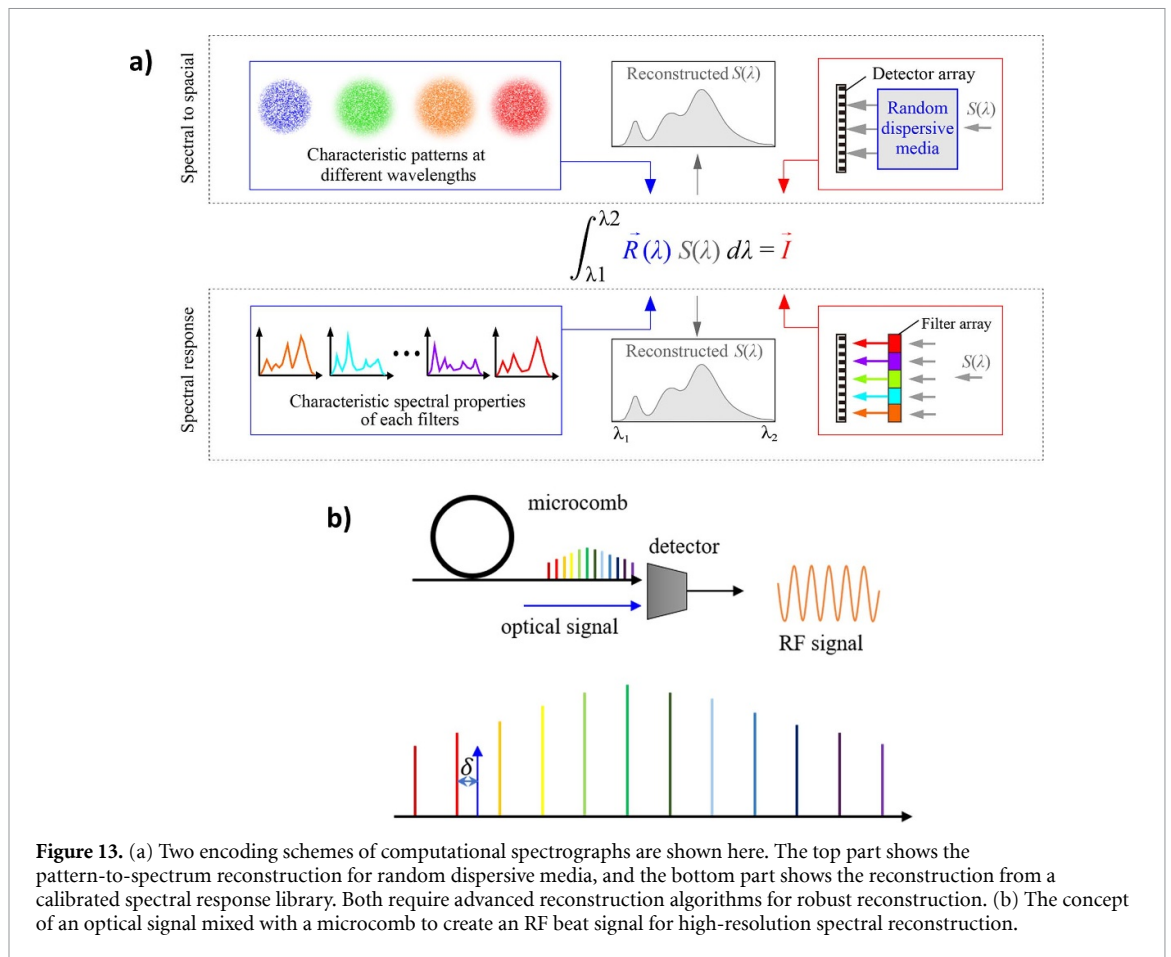 a)
Spectral to spacial
Characteristic patterns at
different wavelengths
Reconstructed S(λ)
Detector array
Random
dispersive
media
S(λ)
∫λ1λ2 R⃗(λ) S(λ) dλ = I⃗
Spectral response
Characteristic spectral properties
of each filters
Reconstructed S(λ)
λ1
λ2
Filter array
S(λ)
b)
microcomb
detector
optical signal
RF signal
δ
Figure 13. (a) Two encoding schemes of computational spectrographs are shown here. The top part shows the
pattern-to-spectrum reconstruction for random dispersive media, and the bottom part shows the reconstruction from a
calibrated spectral response library. Both require advanced reconstruction algorithms for robust reconstruction. (b) The concept
of an optical signal mixed with a microcomb to create an RF beat signal for high-resolution spectral reconstruction.